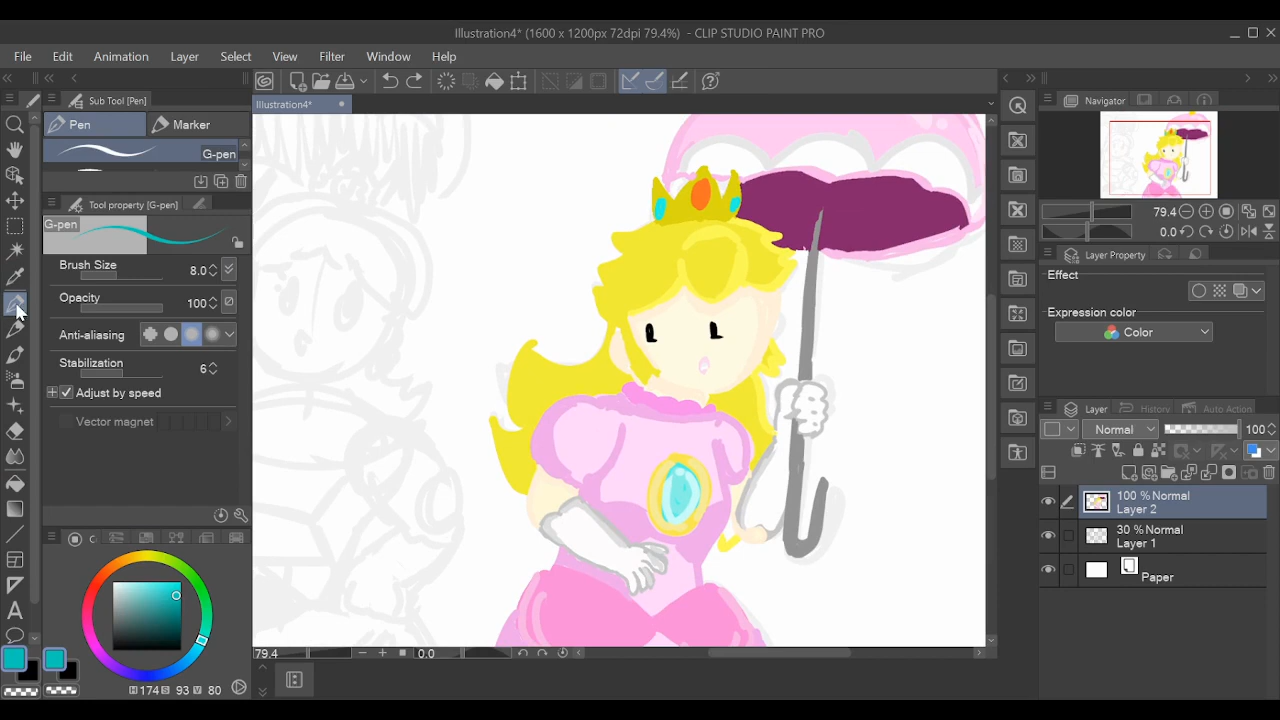 Illustration4* (1600 x 1200px 72dpi 79.4%) - CLIP STUDIO PAINT PRO
File Edit Animation Layer Select View Filter Window Help
Sub Tool [Pen]
Illustration4*
Navigator
Pen Marker
G-pen
Tool property [G-pen]
G-pen
Brush Size 8.0
Opacity 100
Anti-aliasing
Stabilization 6
Adjust by speed
Vector magnet
79.4
0.0
Layer Property
Effect
Expression color
Color
Layer History Auto Action
Normal 100
100 % Normal
Layer 2
30 % Normal
Layer 1
Paper
79.4 0.0
H 174 S 93 V 80